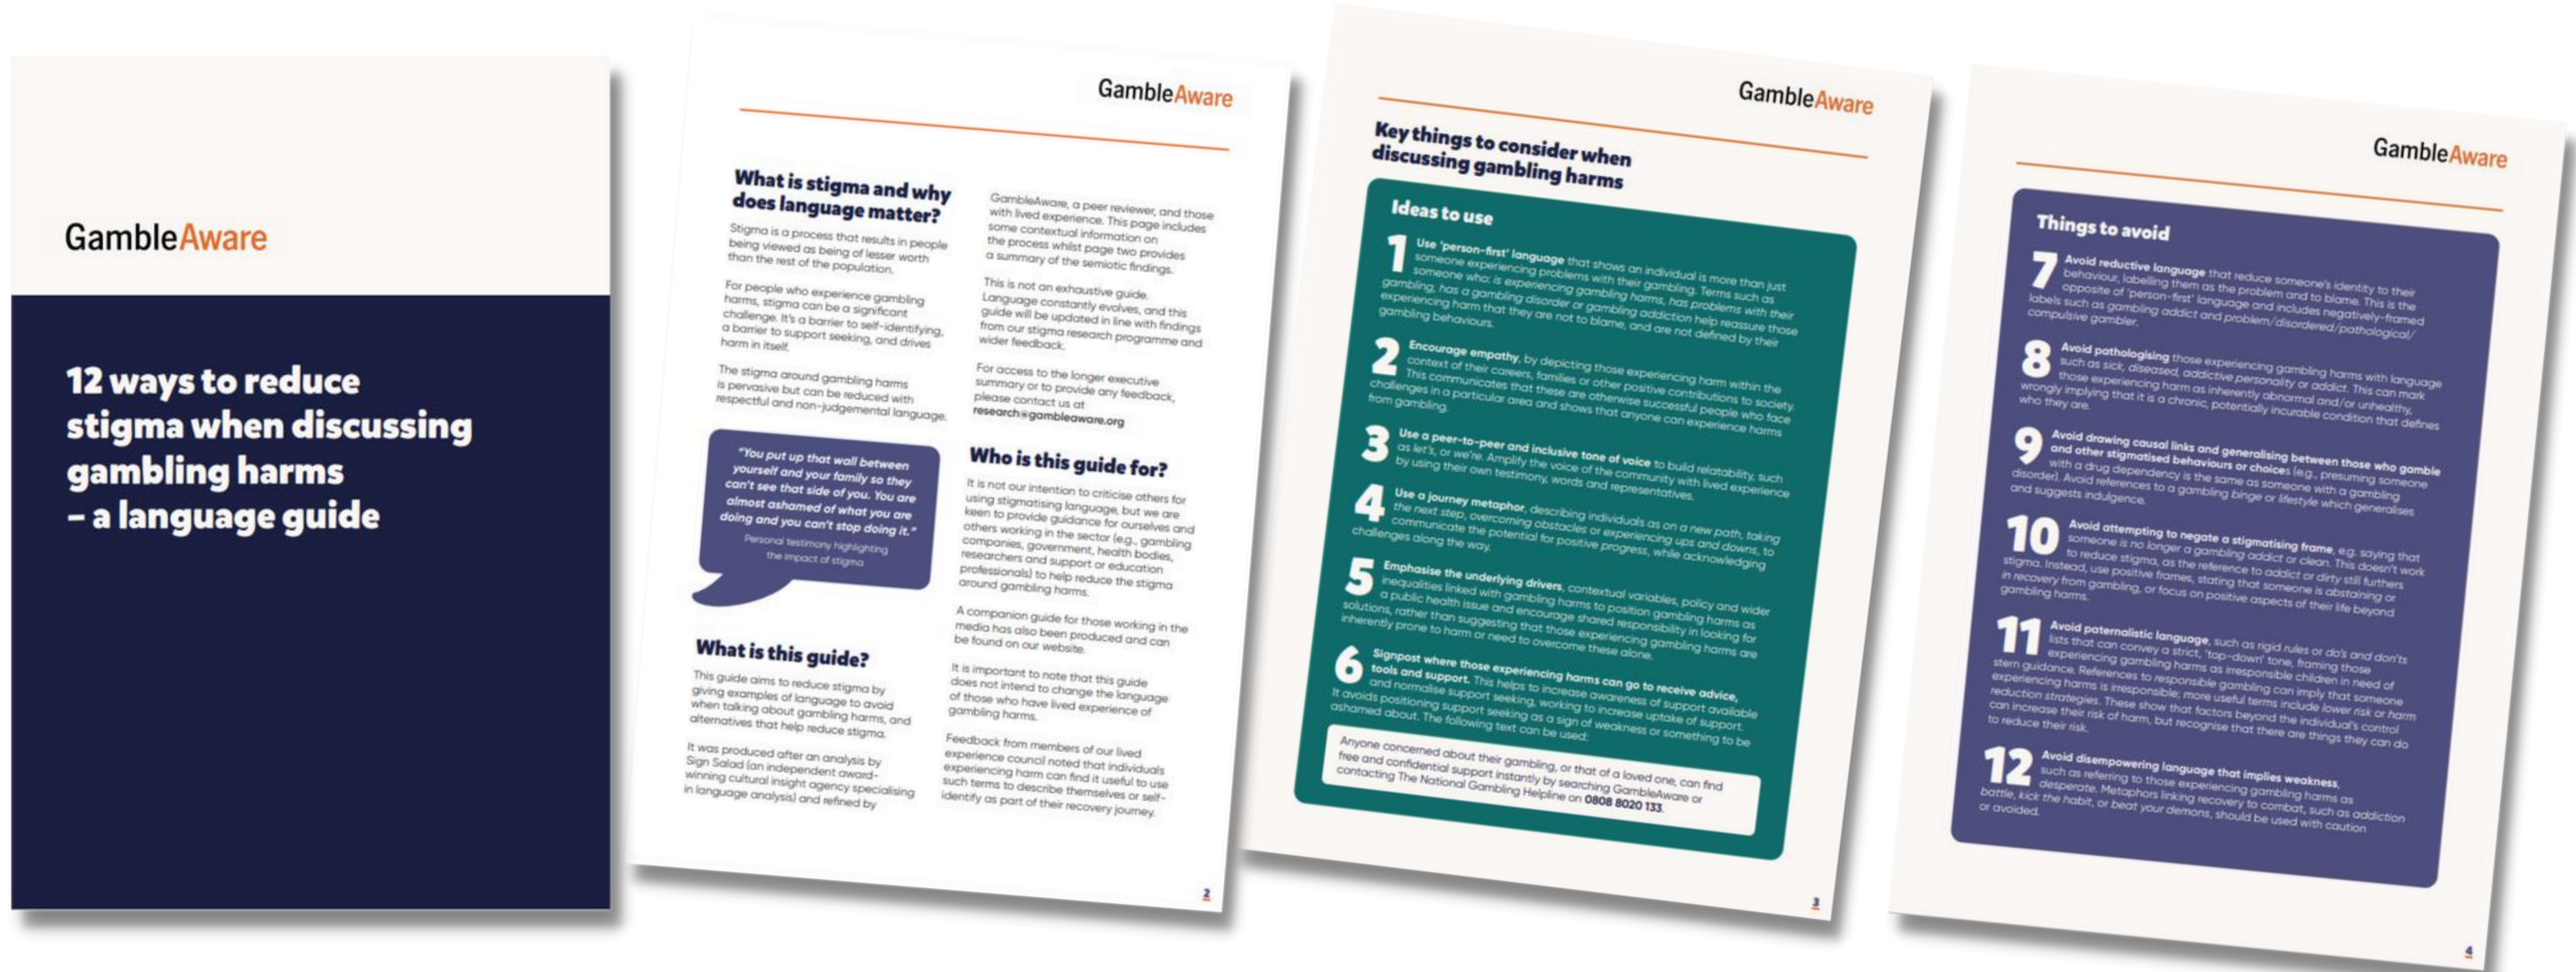 GambleAware
12 ways to reduce
stigma when discussing
gambling harms
– a language guide
GambleAware
What is stigma and why
does language matter?
Stigma is a process that results in people
being viewed as being of lesser worth
than the rest of the population.
For people who experience gambling
harms, stigma can be a significant
challenge. It's a barrier to self-identifying,
a barrier to support seeking, and drives
harm in itself.
The stigma around gambling harms
is pervasive but can be reduced with
respectful and non-judgemental language.
"You put up that wall between
yourself and your family so they
can't see that side of you. You are
almost ashamed of what you are
doing and you can't stop doing it."
Personal testimony highlighting
the impact of stigma
What is this guide?
This guide aims to reduce stigma by
giving examples of language to avoid
when talking about gambling harms, and
alternatives that help reduce stigma.
It was produced after an analysis by
Sign Salad (an independent award-
winning cultural insight agency specialising
in language analysis) and refined by
GambleAware, a peer reviewer, and those
with lived experience. This page includes
some contextual information on
the process whilst page two provides
a summary of the semiotic findings.
This is not an exhaustive guide.
Language constantly evolves, and this
guide will be updated in line with findings
from our stigma research programme and
wider feedback.
For access to the longer executive
summary or to provide any feedback,
please contact us at
research@gambleaware.org
Who is this guide for?
It is not our intention to criticise others for
using stigmatising language, but we are
keen to provide guidance for ourselves and
others working in the sector (e.g., gambling
companies, government, health bodies,
researchers and support or education
professionals) to help reduce the stigma
around gambling harms.
A companion guide for those working in the
media has also been produced and can
be found on our website.
It is important to note that this guide
does not intend to change the language
of those who have lived experience of
gambling harms.
Feedback from members of our lived
experience council noted that individuals
experiencing harm can find it useful to use
such terms to describe themselves or self-
identify as part of their recovery journey.
2
GambleAware
Key things to consider when
discussing gambling harms
Ideas to use
1 Use 'person-first' language that shows an individual is more than just
someone experiencing problems with their gambling. Terms such as
someone who: is experiencing gambling harms, has problems with their
gambling, has a gambling disorder or gambling addiction help reassure those
experiencing harm that they are not to blame, and are not defined by their
gambling behaviours.
2 Encourage empathy, by depicting those experiencing harm within the
context of their careers, families or other positive contributions to society.
This communicates that these are otherwise successful people who face
challenges in a particular area and shows that anyone can experience harms
from gambling.
3 Use a peer-to-peer and inclusive tone of voice to build relatability, such
as let's, or we're. Amplify the voice of the community with lived experience
by using their own testimony, words and representatives.
4 Use a journey metaphor, describing individuals as on a new path, taking
the next step, overcoming obstacles or experiencing ups and downs, to
communicate the potential for positive progress, while acknowledging
challenges along the way.
5 Emphasise the underlying drivers, contextual variables, policy and wider
inequalities linked with gambling harms to position gambling harms as
a public health issue and encourage shared responsibility in looking for
solutions, rather than suggesting that those experiencing gambling harms are
inherently prone to harm or need to overcome these alone.
6 Signpost where those experiencing harms can go to receive advice,
tools and support. This helps to increase awareness of support available
and normalise support seeking, working to increase uptake of support.
It avoids positioning support seeking as a sign of weakness or something to be
ashamed about. The following text can be used:
Anyone concerned about their gambling, or that of a loved one, can find
free and confidential support instantly by searching GambleAware or
contacting The National Gambling Helpline on 0808 8020 133.
3
GambleAware
Things to avoid
7 Avoid reductive language that reduce someone's identity to their
behaviour, labelling them as the problem and to blame. This is the
opposite of 'person-first' language and includes negatively-framed
labels such as gambling addict and problem/disordered/pathological/
compulsive gambler.
8 Avoid pathologising those experiencing gambling harms with language
such as sick, diseased, addictive personality or addict. This can mark
those experiencing harm as inherently abnormal and/or unhealthy,
wrongly implying that it is a chronic, potentially incurable condition that defines
who they are.
9 Avoid drawing causal links and generalising between those who gamble
and other stigmatised behaviours or choices (e.g., presuming someone
with a drug dependency is the same as someone with a gambling
disorder). Avoid references to a gambling binge or lifestyle which generalises
and suggests indulgence.
10 Avoid attempting to negate a stigmatising frame, e.g. saying that
someone is no longer a gambling addict or clean. This doesn't work
to reduce stigma, as the reference to addict or dirty still furthers
stigma. Instead, use positive frames, stating that someone is abstaining or
in recovery from gambling, or focus on positive aspects of their life beyond
gambling harms.
11 Avoid paternalistic language, such as rigid rules or do's and don'ts
lists that can convey a strict, 'top-down' tone, framing those
experiencing gambling harms as irresponsible children in need of
stern guidance. References to responsible gambling can imply that someone
experiencing harms is irresponsible; more useful terms include lower risk or harm
reduction strategies. These show that factors beyond the individual's control
can increase their risk of harm, but recognise that there are things they can do
to reduce their risk.
12 Avoid disempowering language that implies weakness,
such as referring to those experiencing gambling harms as
desperate. Metaphors linking recovery to combat, such as addiction
battle, kick the habit, or beat your demons, should be used with caution
or avoided.
4